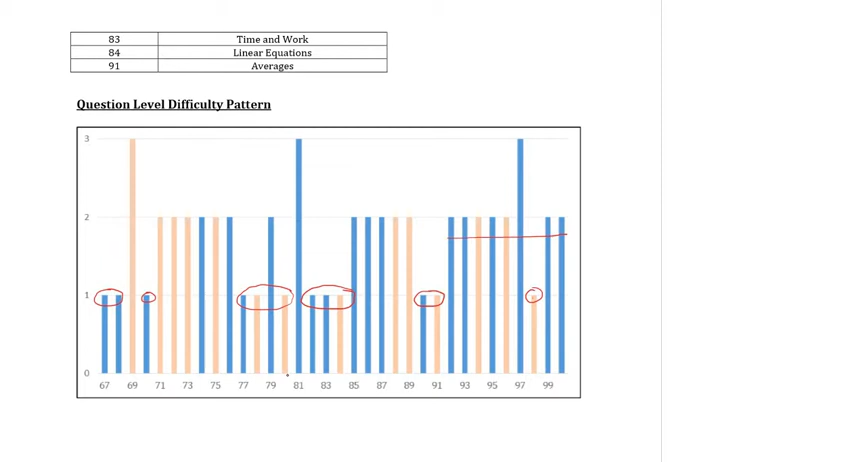 83 Time and Work
84 Linear Equations
91 Averages
Question Level Difficulty Pattern
3
2
1
0
67 69 71 73 75 77 79 81 83 85 87 89 91 93 95 97 99